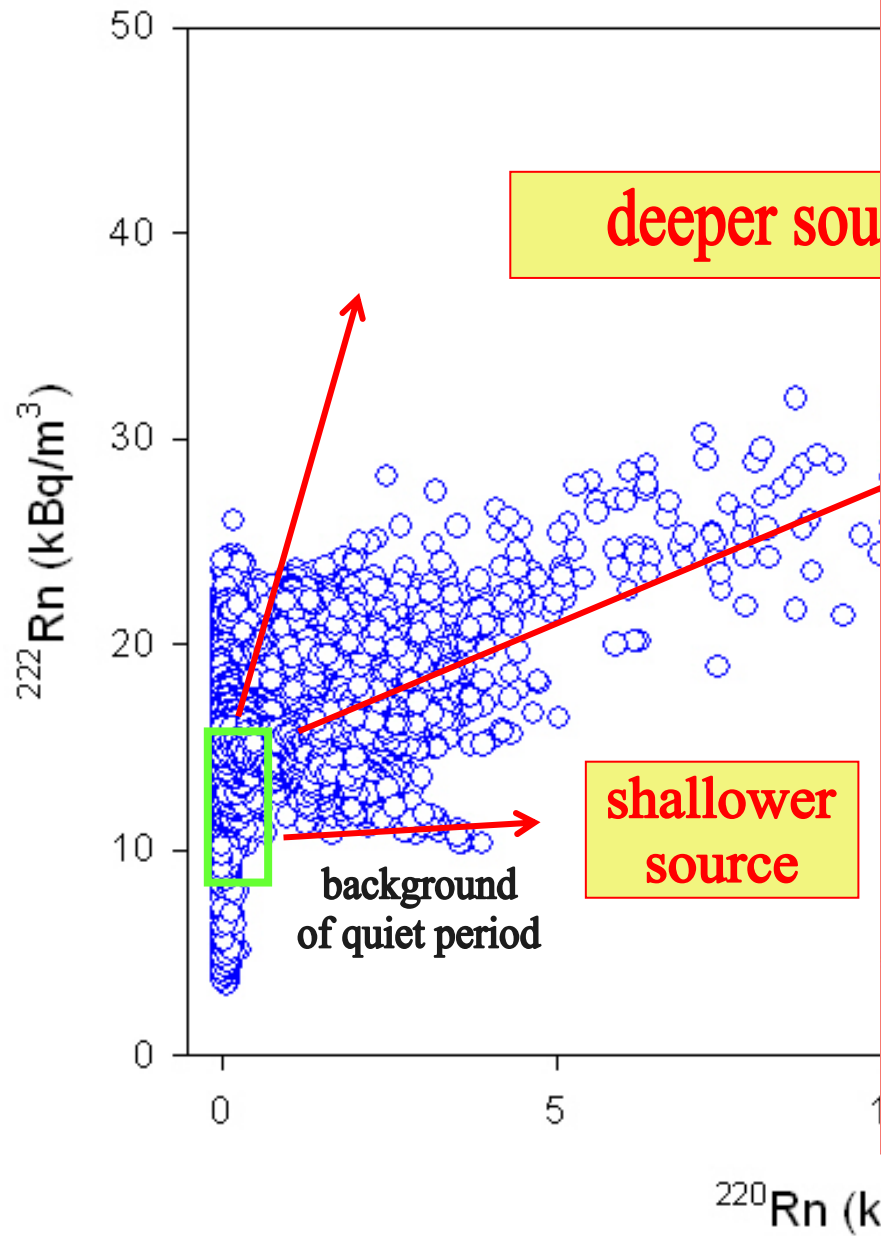 50
40
30
20
10
0
²²²Rn (kBq/m³)
deeper sou
shallower
source
background
of quiet period
0
5
1
²²⁰Rn (k